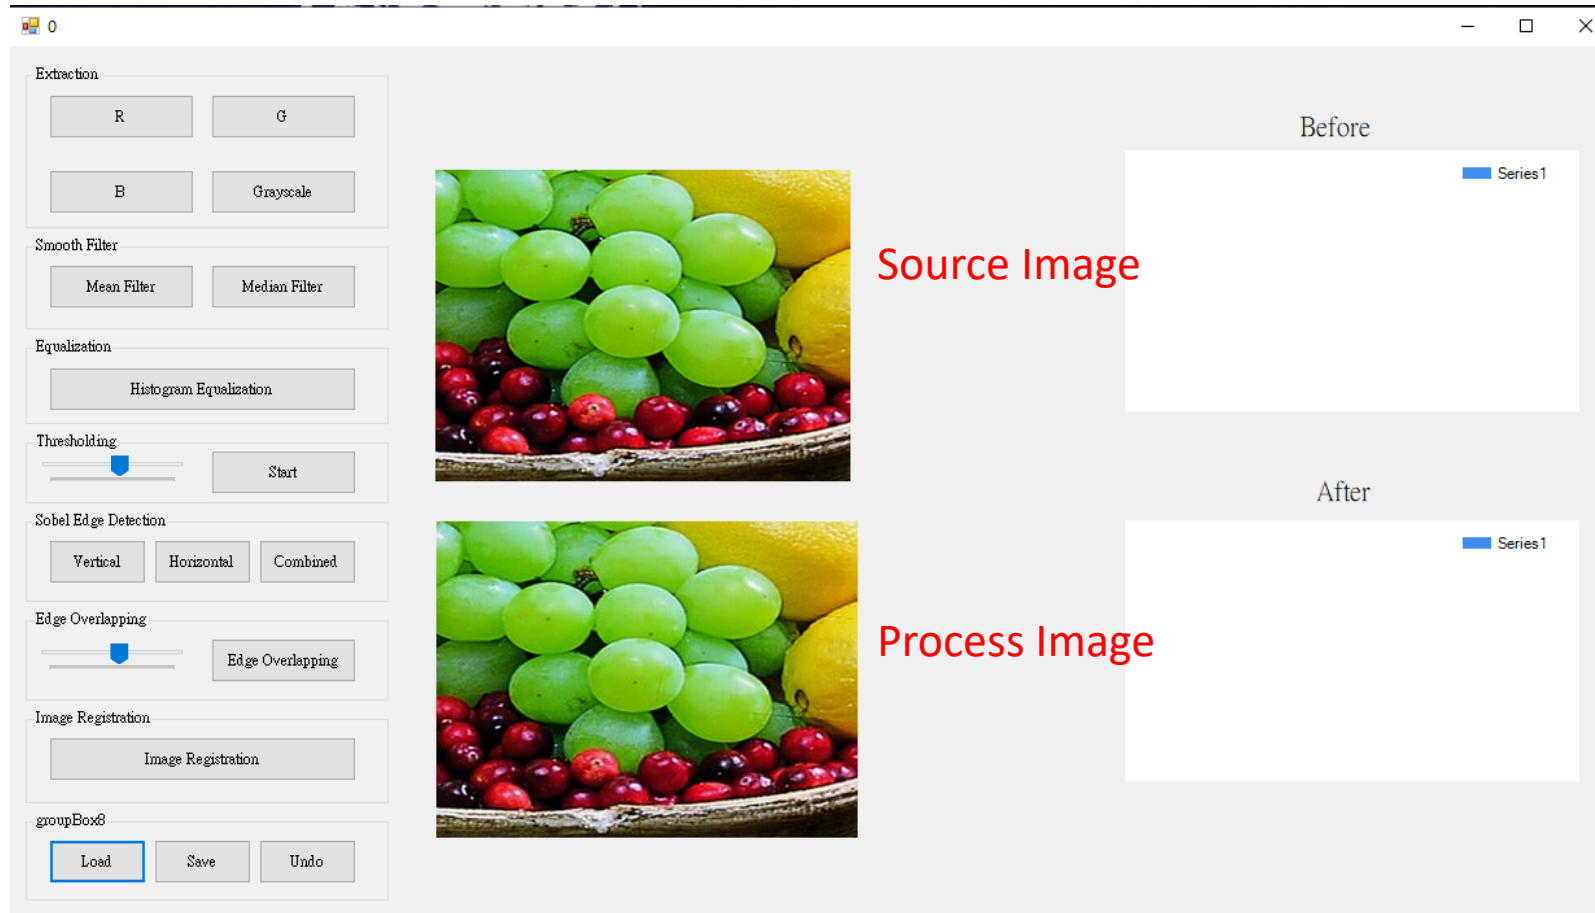 0
Extraction
R
G
B
Grayscale
Smooth Filter
Mean Filter
Median Filter
Equalization
Histogram Equalization
Thresholding
Start
Sobel Edge Detection
Vertical
Horizontal
Combined
Edge Overlapping
Edge Overlapping
Image Registration
Image Registration
groupBox8
Load
Save
Undo
Source Image
Process Image
Before
Series1
After
Series1